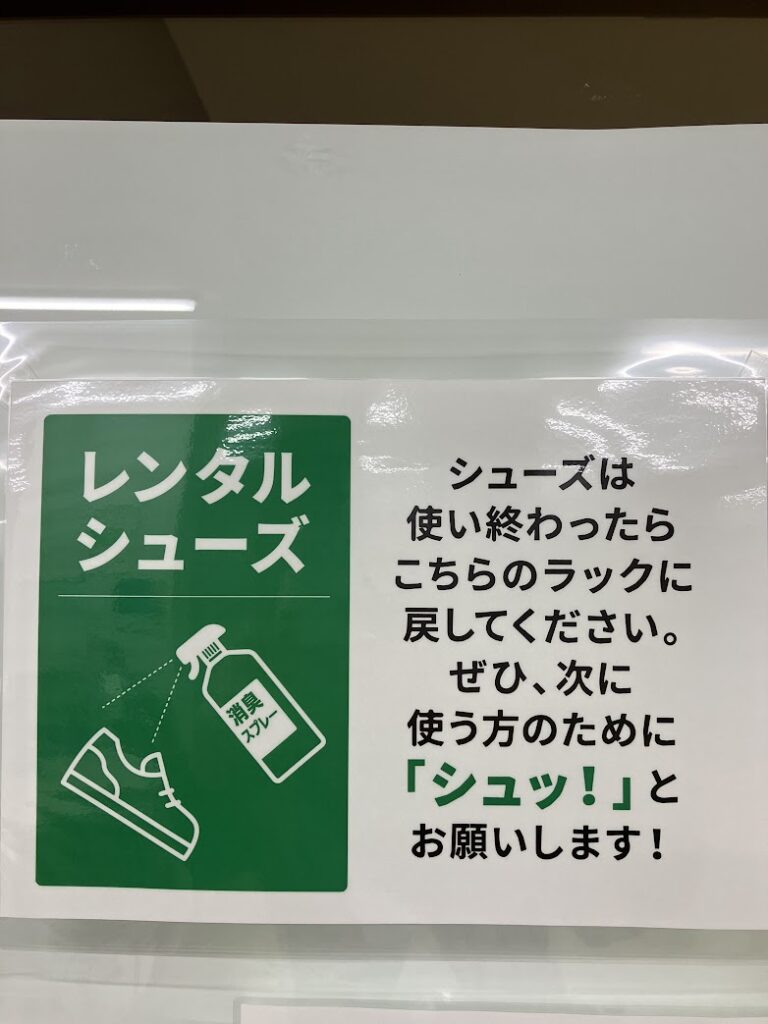 レンタル
シューズ
消臭
スプレー
シューズは
使い終わったら
こちらのラックに
戻してください。
ぜひ、次に
使う方のために
「シュッ!」と
お願いします!